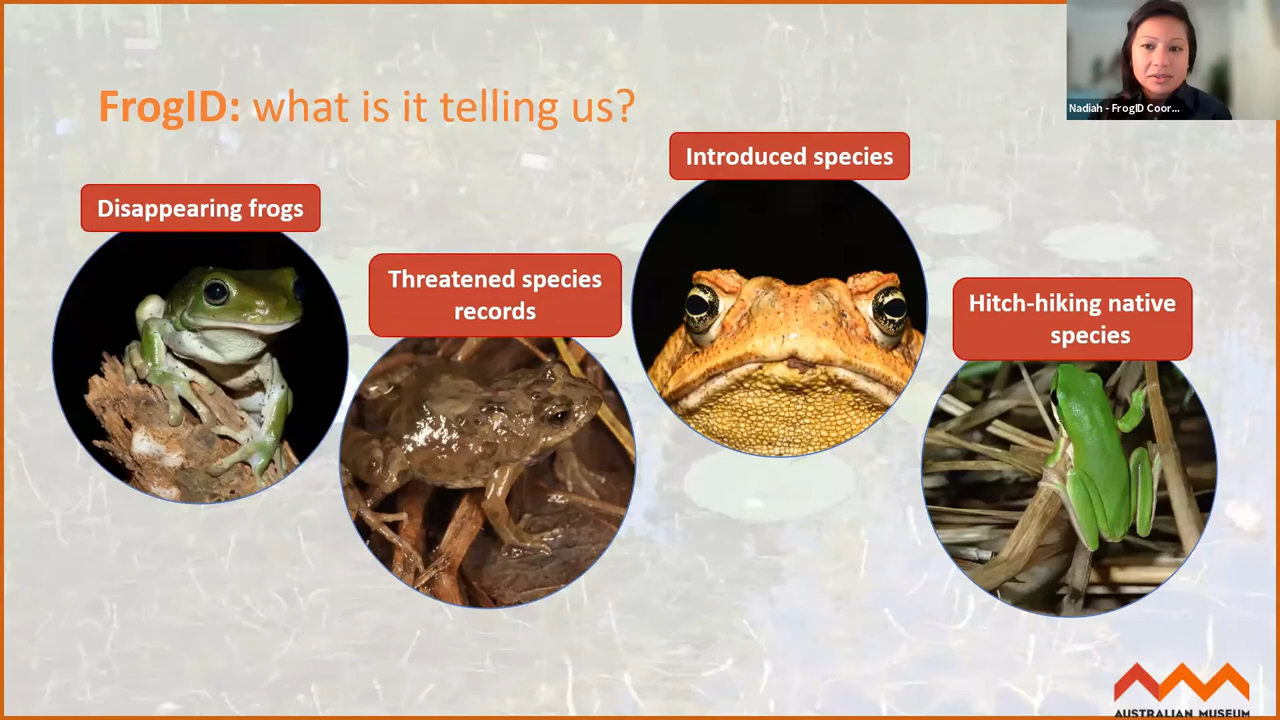 FrogID: what is it telling us?
Nadiah - FrogID Coor...
Disappearing frogs
Threatened species
records
Introduced species
Hitch-hiking native
species
AUSTRALIAN MUSEUM